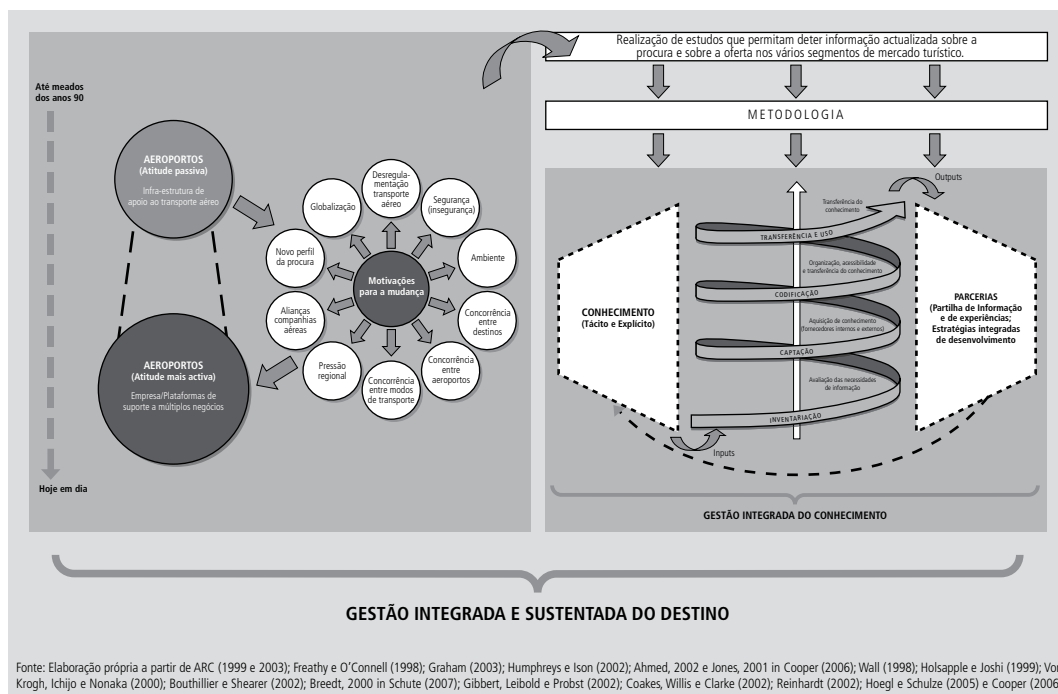 Realização de estudos que permitam deter informação actualizada sobre a
procura e sobre a oferta nos vários segmentos de mercado turístico.
METODOLOGIA
Até meados
dos anos 90
AEROPORTOS
(Atitude passiva)
Infra-estrutura de
apoio ao transporte aéreo
AEROPORTOS
(Atitude mais activa)
Empresa/Plataformas de
suporte a múltiplos negócios
Hoje em dia
Motivações
para a mudança
Desregula-
mentação
transporte
aéreo
Segurança
(insegurança)
Ambiente
Concorrência
entre
destinos
Concorrência
entre
aeroportos
Concorrência
entre modos
de transporte
Pressão
regional
Alianças
companhias
aéreas
Novo perfil
da procura
Globalização
CONHECIMENTO
(Tácito e Explícito)
Outputs
Transferência do
conhecimento
TRANSFERÊNCIA E USO
Organização, acessibilidade
e transferência do conhecimento
CODIFICAÇÃO
Aquisição de conhecimento
(fornecedores internos e externos)
CAPTAÇÃO
Avaliação das necessidades
de informação
INVENTARIAÇÃO
Inputs
PARCERIAS
(Partilha de Informação
e de experiências;
Estratégias integradas
de desenvolvimento
GESTÃO INTEGRADA DO CONHECIMENTO
GESTÃO INTEGRADA E SUSTENTADA DO DESTINO
Fonte: Elaboração própria a partir de ARC (1999 e 2003); Freathy e O´Connell (1998); Graham (2003); Humphreys e Ison (2002); Ahmed, 2002 e Jones, 2001 in Cooper (2006); Wall (1998); Holsapple e Joshi (1999); Von
Krogh, Ichijo e Nonaka (2000); Bouthillier e Shearer (2002); Breedt, 2000 in Schute (2007); Gibbert, Leibold e Probst (2002); Coakes, Willis e Clarke (2002); Reinhardt (2002); Hoegl e Schulze (2005) e Cooper (2006